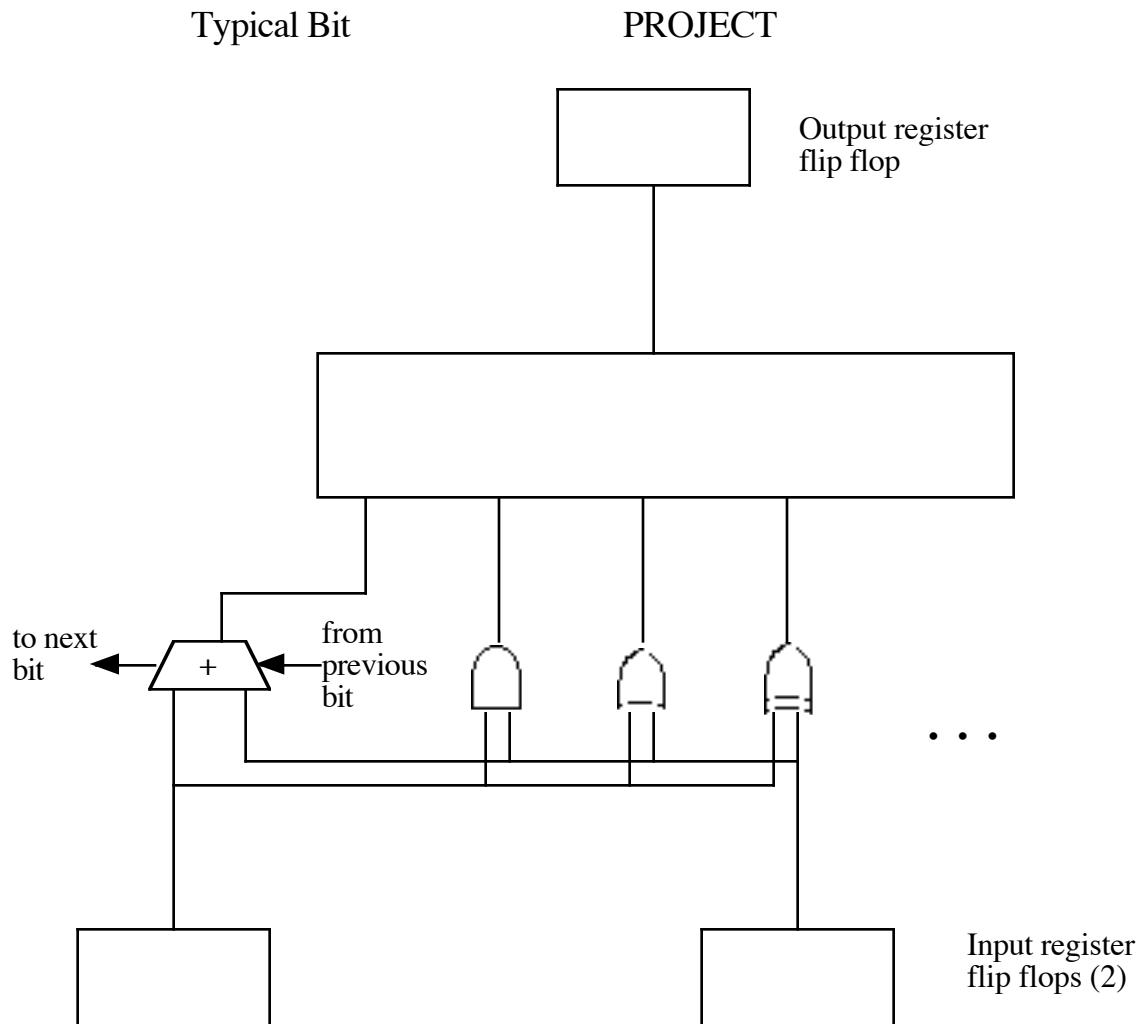 Typical Bit
PROJECT
Output register
flip flop
to next
bit
+
from
previous
bit
. . .
Input register
flip flops (2)